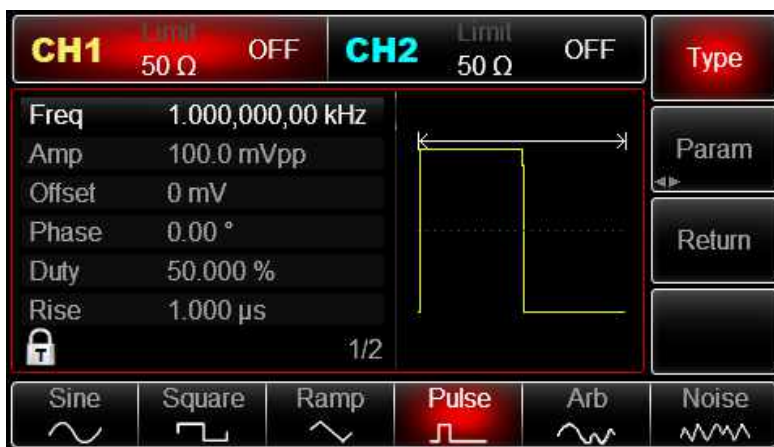 CH1 Limit 50 Ω OFF
CH2 Limit 50 Ω OFF
Type
Freq 1.000,000,00 kHz
Amp 100.0 mVpp
Offset 0 mV
Phase 0.00 °
Duty 50.000 %
Rise 1.000 µs
T
1/2
Param
Return
Sine
Square
Ramp
Pulse
Arb
Noise